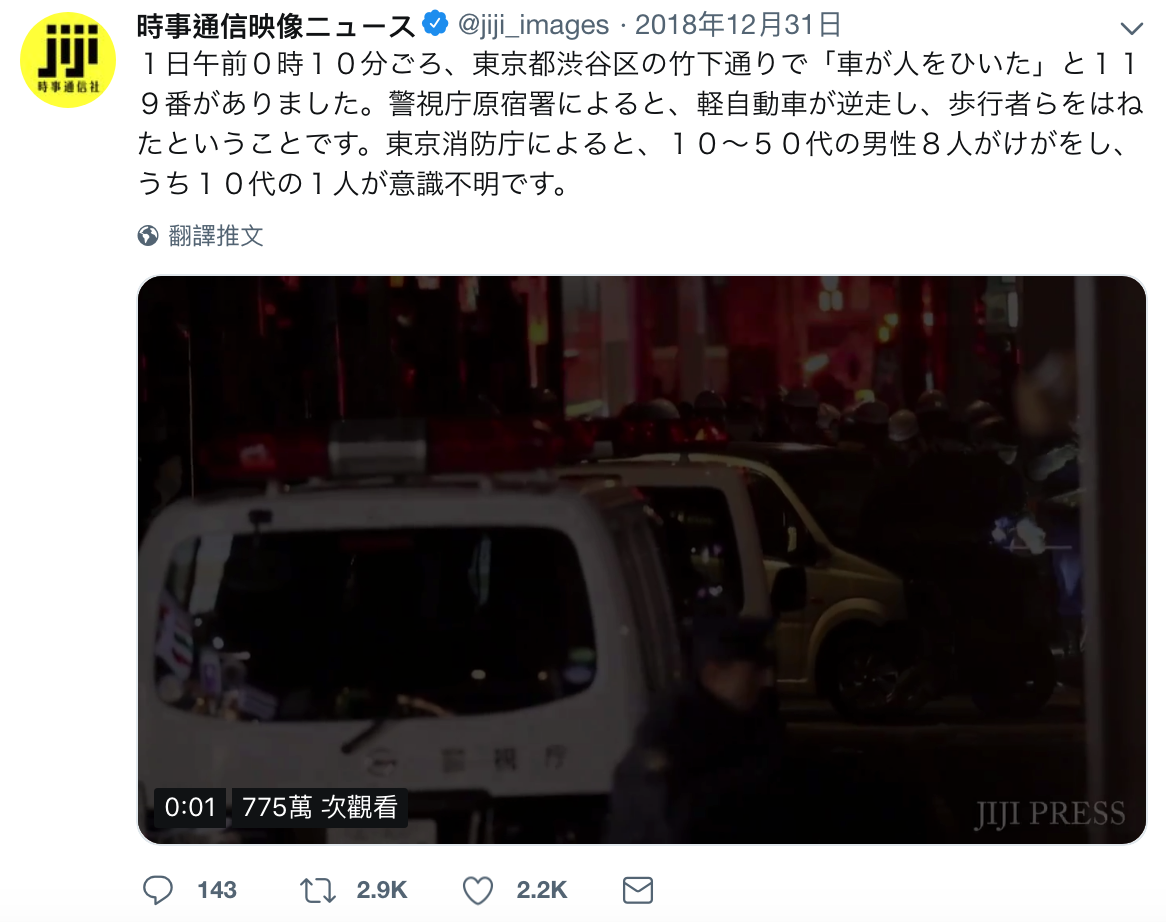 jiji
時事通信社
時事通信映像ニュース @jiji_images · 2018年12月31日
１日午前０時１０分ごろ、東京都渋谷区の竹下通りで「車が人をひいた」と１１
９番がありました。警視庁原宿署によると、軽自動車が逆走し、歩行者らをはね
たということです。東京消防庁によると、１０～５０代の男性８人がけがをし、
うち１０代の１人が意識不明です。
翻譯推文
警視庁
0:01 775萬 次觀看
JIJI PRESS
143 2.9K 2.2K